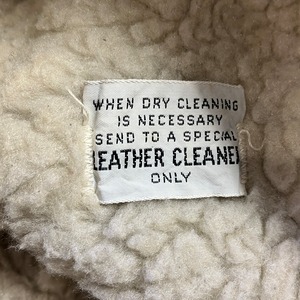 WHEN DRY CLEANING
IS NECESSARY
SEND TO A SPECIAL
LEATHER CLEANER
ONLY